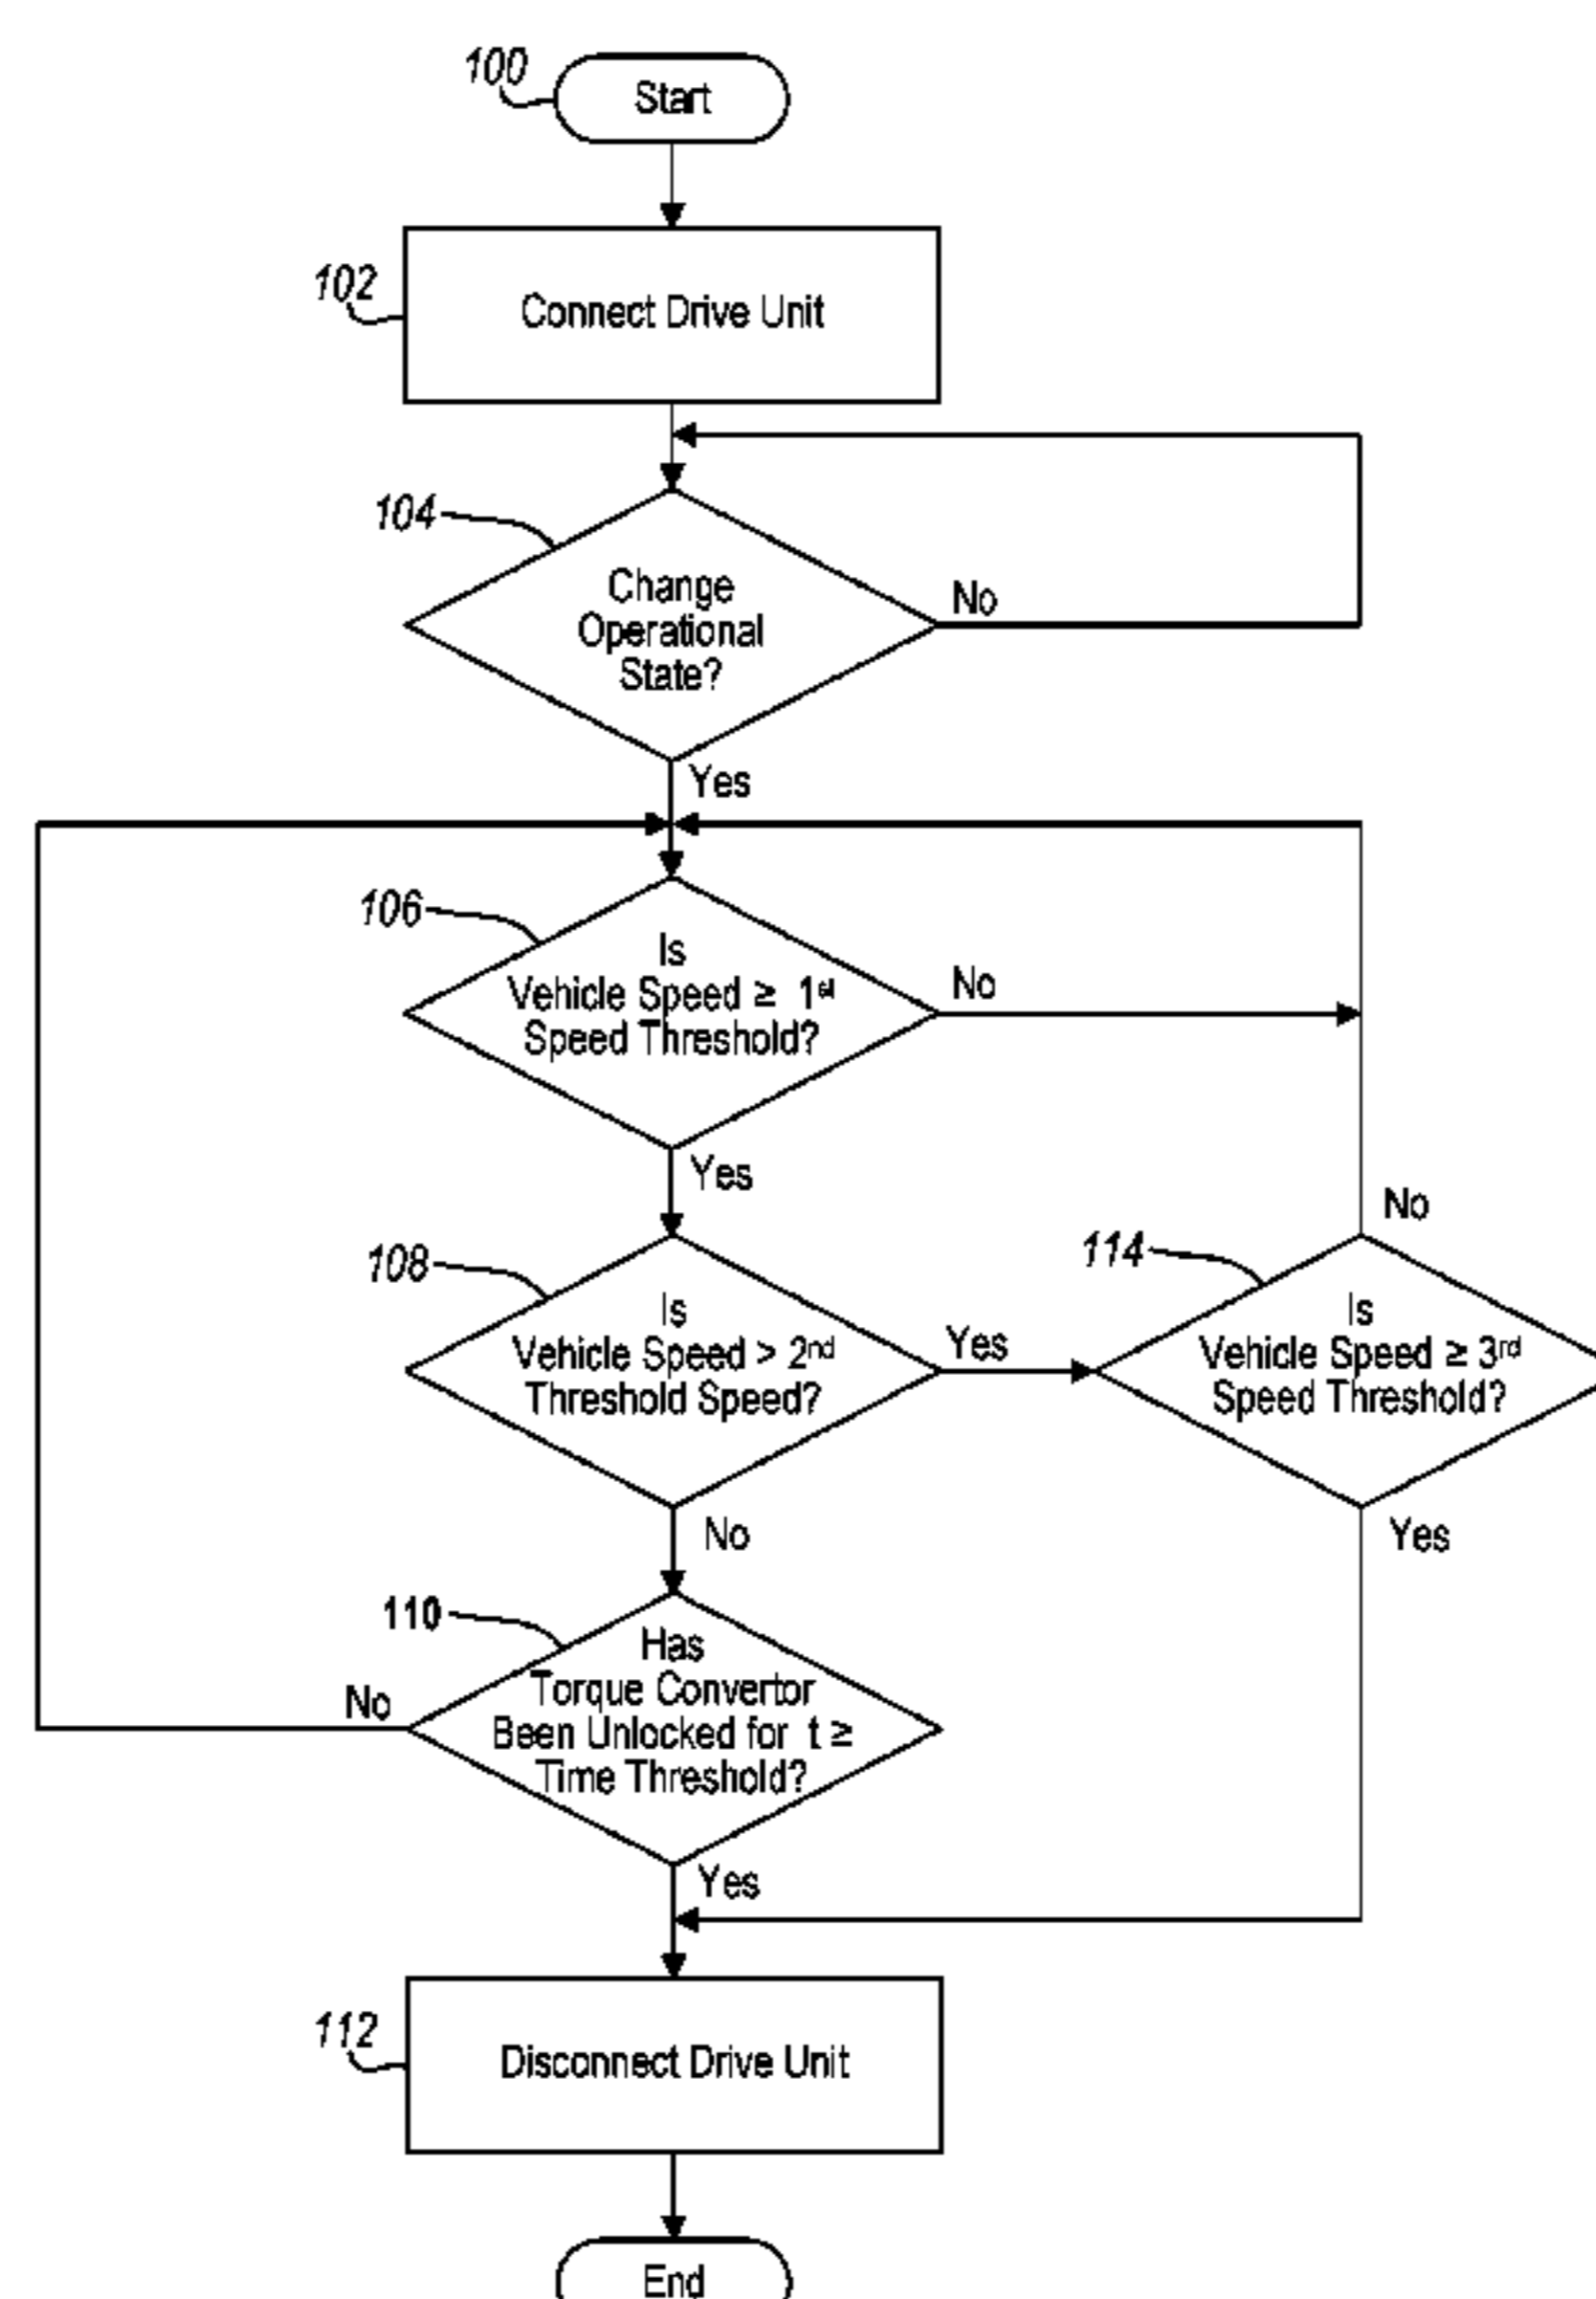 100
Start
102
Connect Drive Unit
104
Change
Operational
State?
No
Yes
106
Is
Vehicle Speed ≥ 1st
Speed Threshold?
No
Yes
108
Is
Vehicle Speed > 2nd
Threshold Speed?
Yes
No
114
Is
Vehicle Speed ≥ 3rd
Speed Threshold?
No
Yes
110
Has
Torque Convertor
Been Unlocked for t ≥
Time Threshold?
No
Yes
112
Disconnect Drive Unit
End